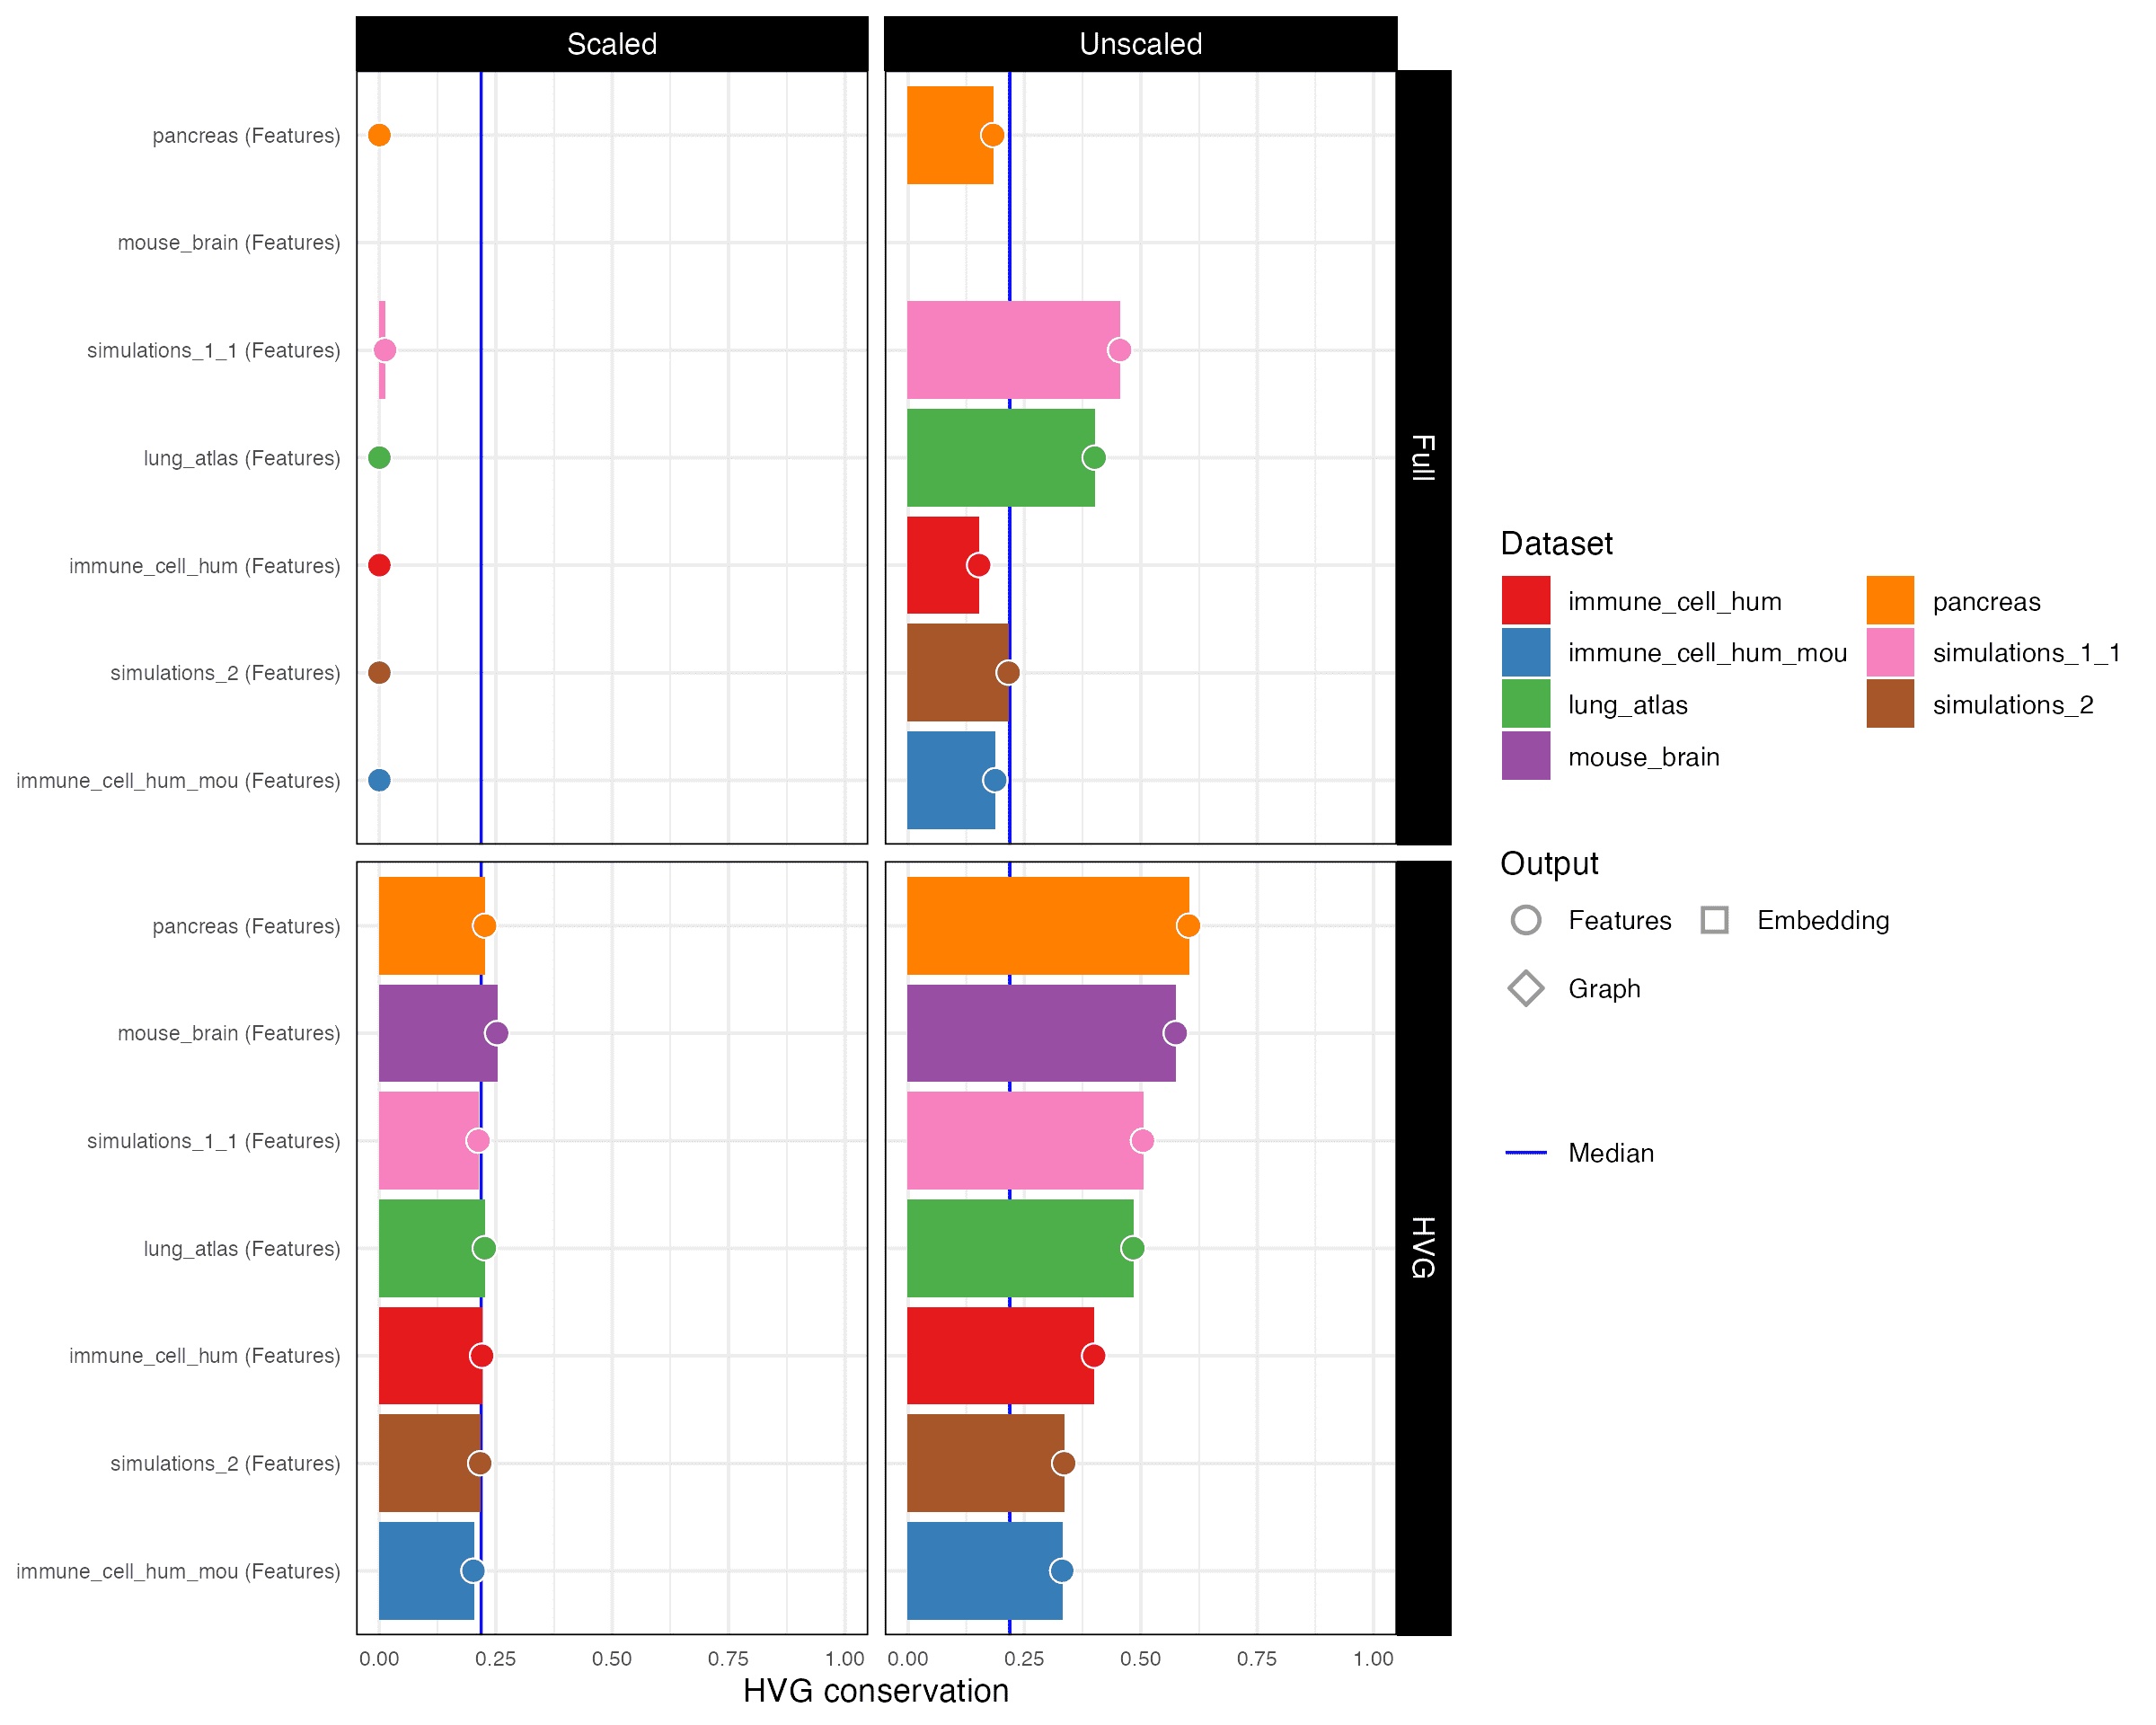 Scaled
Unscaled
Full
pancreas (Features)
mouse_brain (Features)
simulations_1_1 (Features)
lung_atlas (Features)
immune_cell_hum (Features)
simulations_2 (Features)
immune_cell_hum_mou (Features)
HVG
pancreas (Features)
mouse_brain (Features)
simulations_1_1 (Features)
lung_atlas (Features)
immune_cell_hum (Features)
simulations_2 (Features)
immune_cell_hum_mou (Features)
0.00 0.25 0.50 0.75 1.00
0.00 0.25 0.50 0.75 1.00
HVG conservation
Dataset
immune_cell_hum
immune_cell_hum_mou
lung_atlas
mouse_brain
pancreas
simulations_1_1
simulations_2
Output
Features
Embedding
Graph
Median